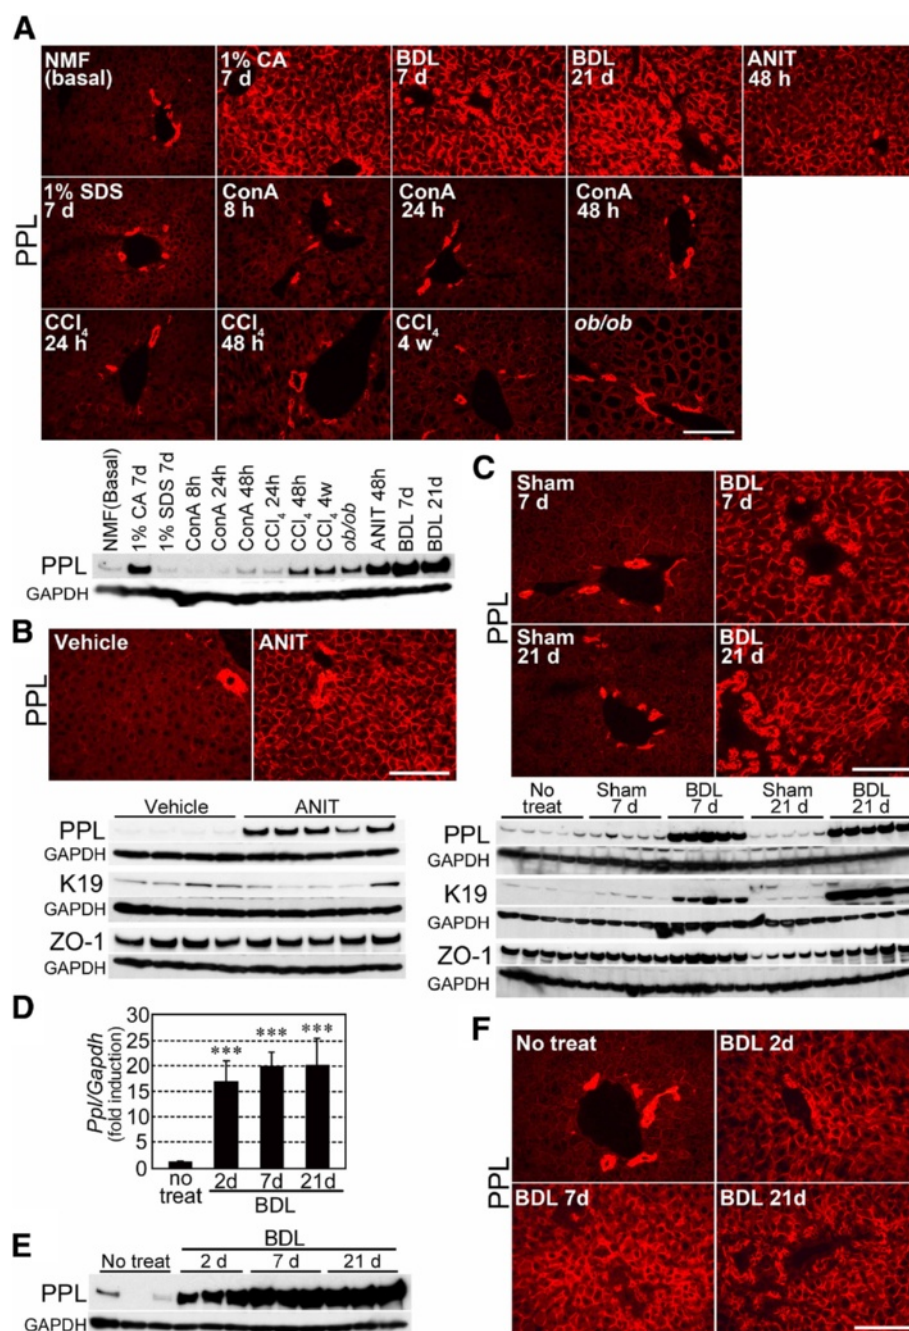 A
NMF
(basal)
1% CA
7 d
BDL
7 d
BDL
21 d
ANIT
48 h
1% SDS
7 d
ConA
8 h
ConA
24 h
ConA
48 h
PPL
CCl4
24 h
CCl4
48 h
CCl4
4 w
ob/ob
NMF(Basal)
1% CA 7d
1% SDS 7d
ConA 8h
ConA 24h
ConA 48h
CCl4 24h
CCl4 48h
CCl4 4w
ob/ob
ANIT 48h
BDL 7d
BDL 21d
PPL
GAPDH
B
Vehicle
ANIT
PPL
Vehicle ANIT
PPL
GAPDH
K19
GAPDH
ZO-1
GAPDH
C
Sham
7 d
BDL
7 d
PPL
Sham
21 d
BDL
21 d
No treat
Sham 7 d
BDL 7 d
Sham 21 d
BDL 21 d
PPL
GAPDH
K19
GAPDH
ZO-1
GAPDH
D
Ppl/Gapdh
(fold induction)
30
25
20
15
10
5
0
***
***
***
no treat
2d
7d
21d
BDL
E
BDL
No treat 2 d 7 d 21 d
PPL
GAPDH
F
No treat
BDL 2d
PPL
BDL 7d
BDL 21d